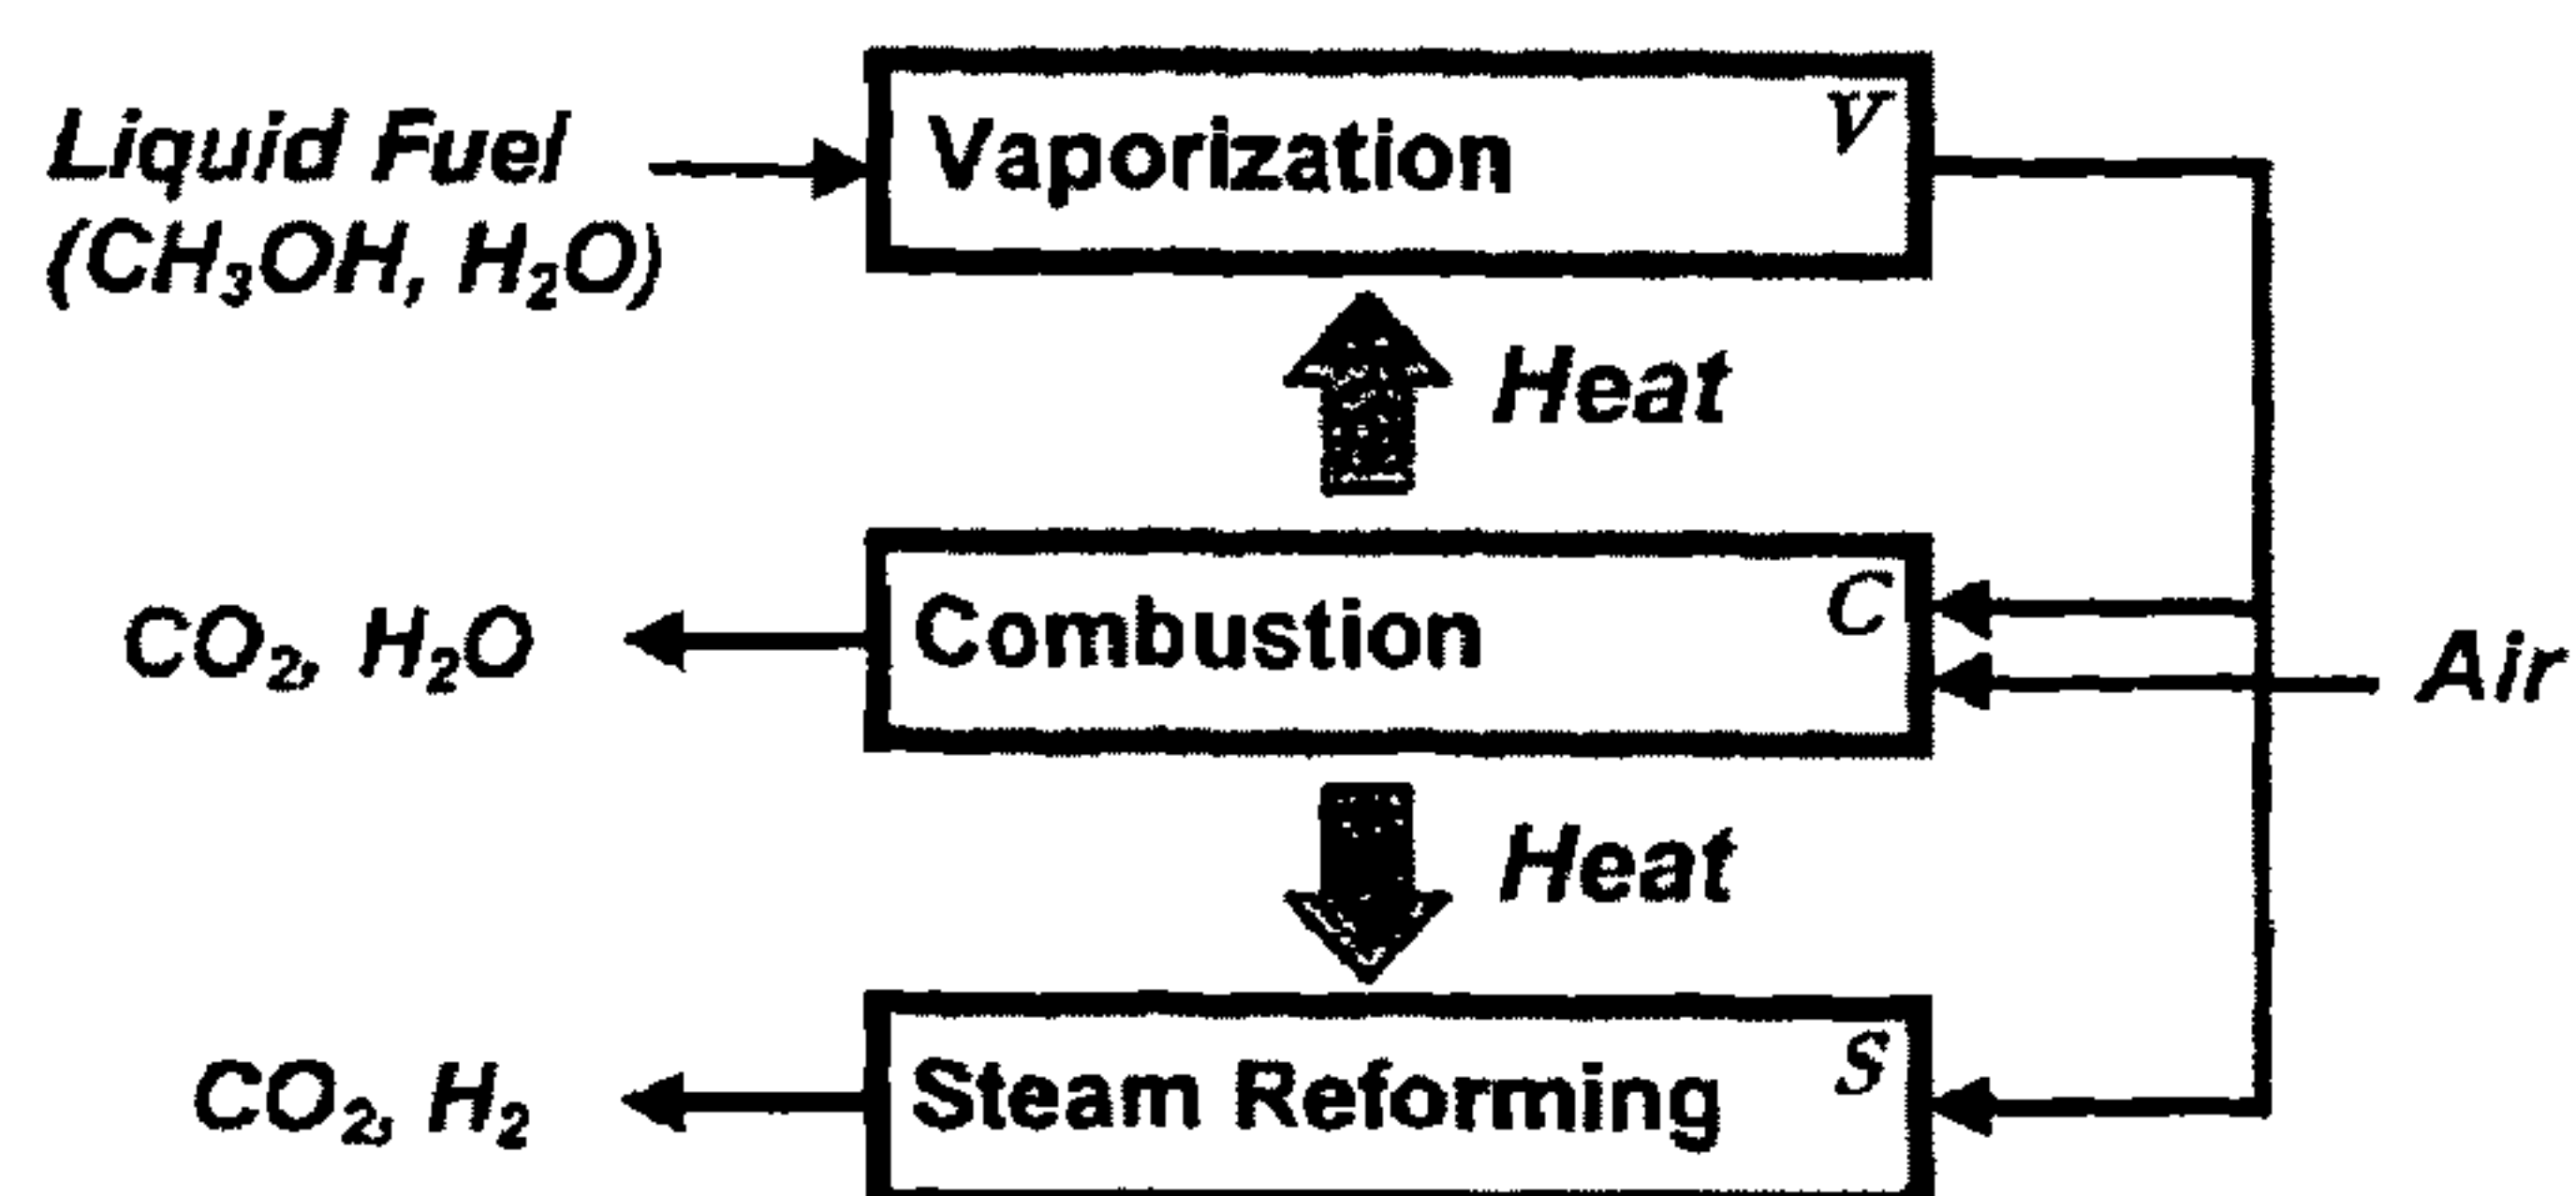 Liquid Fuel
(CH₃OH, H₂O)
Vaporization
V
Heat
CO₂, H₂O
Combustion
C
Air
Heat
CO₂, H₂
Steam Reforming
S